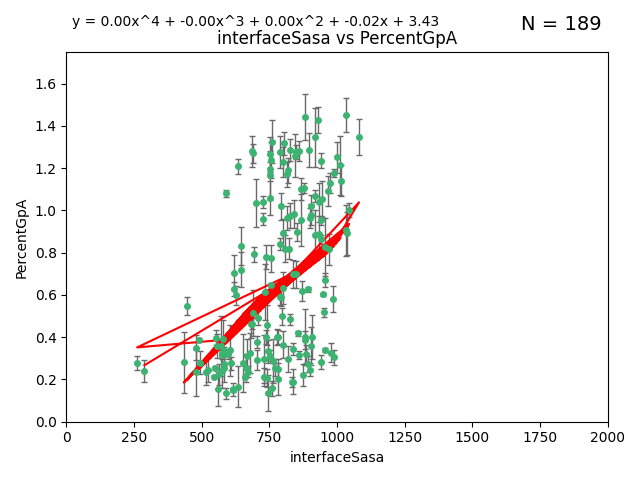 y = 0.00x^4 + -0.00x^3 + 0.00x^2 + -0.02x + 3.43
N = 189
interfaceSasa vs PercentGpA
PercentGpA
1.6
1.4
1.2
1.0
0.8
0.6
0.4
0.2
0.0
0 250 500 750 1000 1250 1500 1750 2000
interfaceSasa